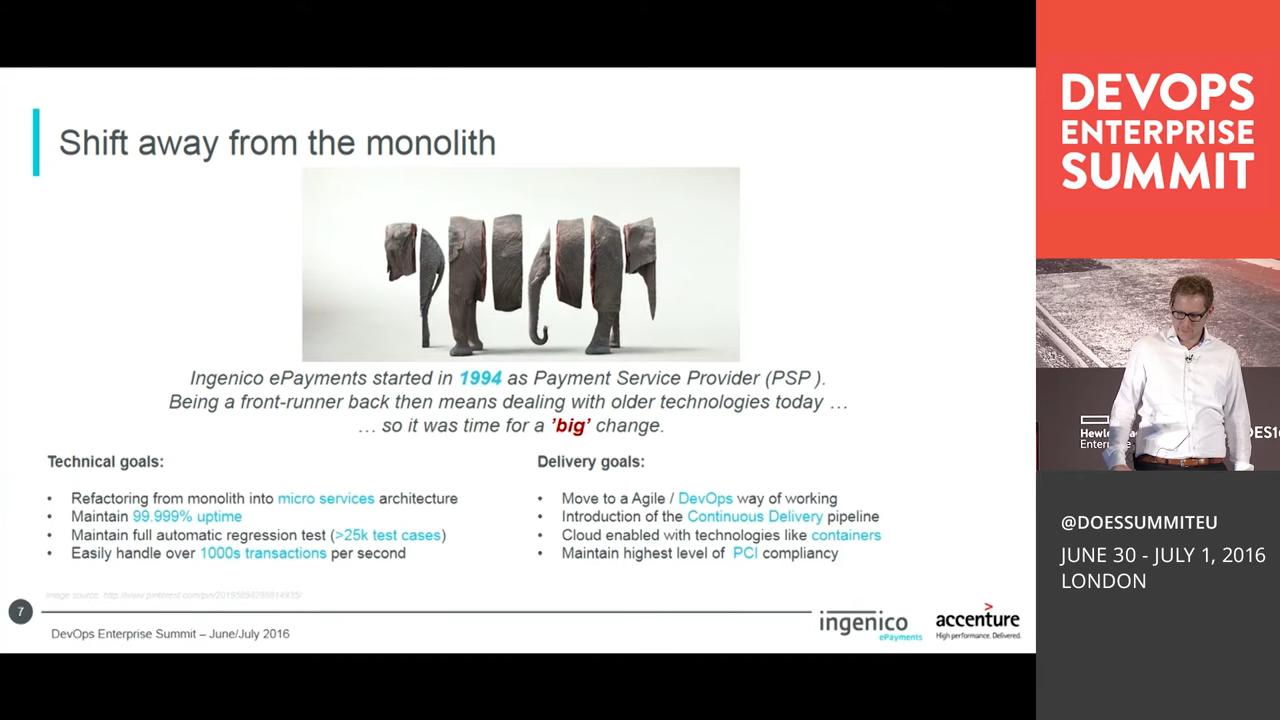 Shift away from the monolith
Ingenico ePayments started in 1994 as Payment Service Provider (PSP ).
Being a front-runner back then means dealing with older technologies today …
… so it was time for a ’big’ change.
Technical goals:
• Refactoring from monolith into micro services architecture
• Maintain 99.999% uptime
• Maintain full automatic regression test (>25k test cases)
• Easily handle over 1000s transactions per second
Delivery goals:
• Move to a Agile / DevOps way of working
• Introduction of the Continuous Delivery pipeline
• Cloud enabled with technologies like containers
• Maintain highest level of PCI compliancy
Image source:
7
DevOps Enterprise Summit – June/July 2016
ingenico
ePayments
accenture
High performance. Delivered.
DEVOPS
ENTERPRISE
SUMMIT
@DOESSUMMITEU
JUNE 30 - JULY 1, 2016
LONDON